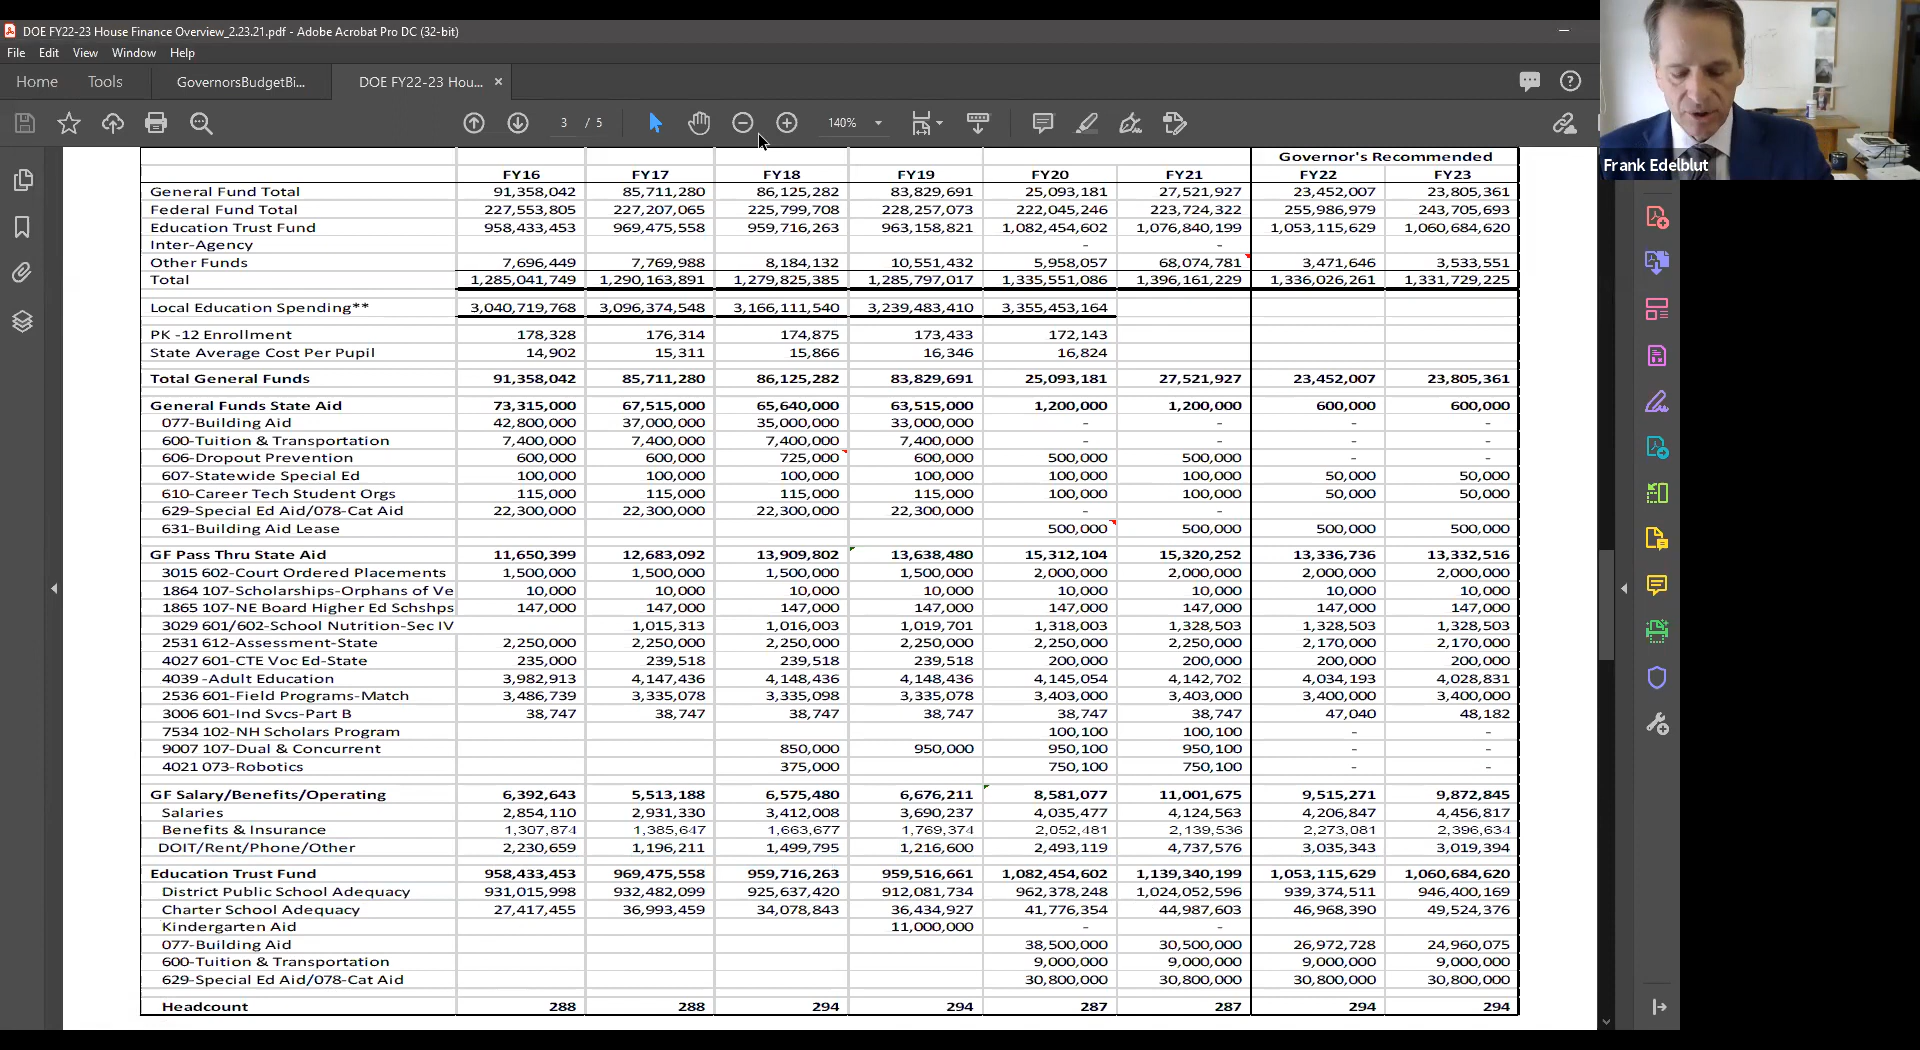 DOE FY22-23 House Finance Overview_2.23.21.pdf - Adobe Acrobat Pro DC (32-bit)
File Edit View Window Help
Home Tools GovernorsBudgetBi... DOE FY22-23 Hou... ×
3 / 5 140%
Frank Edelblut
Governor's Recommended
FY16 FY17 FY18 FY19 FY20 FY21 FY22 FY23
General Fund Total 91,358,042 85,711,280 86,125,282 83,829,691 25,093,181 27,521,927 23,452,007 23,805,361
Federal Fund Total 227,553,805 227,207,065 225,799,708 228,257,073 222,045,246 223,724,322 255,986,979 243,705,693
Education Trust Fund 958,433,453 969,475,558 959,716,263 963,158,821 1,082,454,602 1,076,840,199 1,053,115,629 1,060,684,620
Inter-Agency - -
Other Funds 7,696,449 7,769,988 8,184,132 10,551,432 5,958,057 68,074,781 3,471,646 3,533,551
Total 1,285,041,749 1,290,163,891 1,279,825,385 1,285,797,017 1,335,551,086 1,396,161,229 1,336,026,261 1,331,729,225
Local Education Spending** 3,040,719,768 3,096,374,548 3,166,111,540 3,239,483,410 3,355,453,164
PK -12 Enrollment 178,328 176,314 174,875 173,433 172,143
State Average Cost Per Pupil 14,902 15,311 15,866 16,346 16,824
Total General Funds 91,358,042 85,711,280 86,125,282 83,829,691 25,093,181 27,521,927 23,452,007 23,805,361
General Funds State Aid 73,315,000 67,515,000 65,640,000 63,515,000 1,200,000 1,200,000 600,000 600,000
077-Building Aid 42,800,000 37,000,000 35,000,000 33,000,000 - - - -
600-Tuition & Transportation 7,400,000 7,400,000 7,400,000 7,400,000 - - - -
606-Dropout Prevention 600,000 600,000 725,000 600,000 500,000 500,000 - -
607-Statewide Special Ed 100,000 100,000 100,000 100,000 100,000 100,000 50,000 50,000
610-Career Tech Student Orgs 115,000 115,000 115,000 115,000 100,000 100,000 50,000 50,000
629-Special Ed Aid/078-Cat Aid 22,300,000 22,300,000 22,300,000 22,300,000 - -
631-Building Aid Lease 500,000 500,000 500,000 500,000
GF Pass Thru State Aid 11,650,399 12,683,092 13,909,802 13,638,480 15,312,104 15,320,252 13,336,736 13,332,516
3015 602-Court Ordered Placements 1,500,000 1,500,000 1,500,000 1,500,000 2,000,000 2,000,000 2,000,000 2,000,000
1864 107-Scholarships-Orphans of Ve 10,000 10,000 10,000 10,000 10,000 10,000 10,000 10,000
1865 107-NE Board Higher Ed Schshps 147,000 147,000 147,000 147,000 147,000 147,000 147,000 147,000
3029 601/602-School Nutrition-Sec IV 1,015,313 1,016,003 1,019,701 1,318,003 1,328,503 1,328,503 1,328,503
2531 612-Assessment-State 2,250,000 2,250,000 2,250,000 2,250,000 2,250,000 2,250,000 2,170,000 2,170,000
4027 601-CTE Voc Ed-State 235,000 239,518 239,518 239,518 200,000 200,000 200,000 200,000
4039 -Adult Education 3,982,913 4,147,436 4,148,436 4,148,436 4,145,054 4,142,702 4,034,193 4,028,831
2536 601-Field Programs-Match 3,486,739 3,335,078 3,335,098 3,335,078 3,403,000 3,403,000 3,400,000 3,400,000
3006 601-Ind Svcs-Part B 38,747 38,747 38,747 38,747 38,747 38,747 47,040 48,182
7534 102-NH Scholars Program 100,100 100,100 - -
9007 107-Dual & Concurrent 850,000 950,000 950,100 950,100 - -
4021 073-Robotics 375,000 750,100 750,100 - -
GF Salary/Benefits/Operating 6,392,643 5,513,188 6,575,480 6,676,211 8,581,077 11,001,675 9,515,271 9,872,845
Salaries 2,854,110 2,931,330 3,412,008 3,690,237 4,035,477 4,124,563 4,206,847 4,456,817
Benefits & Insurance 1,307,874 1,385,647 1,663,677 1,769,374 2,052,481 2,139,536 2,273,081 2,396,634
DOIT/Rent/Phone/Other 2,230,659 1,196,211 1,499,795 1,216,600 2,493,119 4,737,576 3,035,343 3,019,394
Education Trust Fund 958,433,453 969,475,558 959,716,263 959,516,661 1,082,454,602 1,139,340,199 1,053,115,629 1,060,684,620
District Public School Adequacy 931,015,998 932,482,099 925,637,420 912,081,734 962,378,248 1,024,052,596 939,374,511 946,400,169
Charter School Adequacy 27,417,455 36,993,459 34,078,843 36,434,927 41,776,354 44,987,603 46,968,390 49,524,376
Kindergarten Aid 11,000,000 - -
077-Building Aid 38,500,000 30,500,000 26,972,728 24,960,075
600-Tuition & Transportation 9,000,000 9,000,000 9,000,000 9,000,000
629-Special Ed Aid/078-Cat Aid 30,800,000 30,800,000 30,800,000 30,800,000
Headcount 288 288 294 294 287 287 294 294